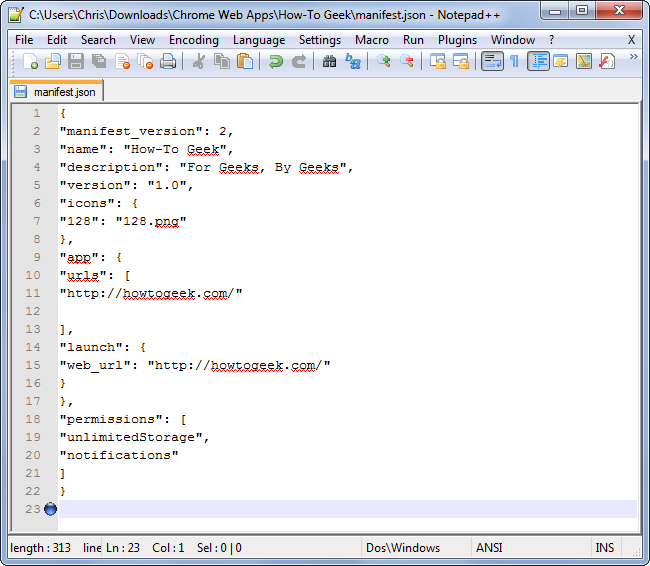 C:\Users\Chris\Downloads\Chrome Web Apps\How-To Geek\manifest.json - Notepad++
File Edit Search View Encoding Language Settings Macro Run Plugins Window ? X
manifest.json
1 {
2 "manifest_version": 2,
3 "name": "How-To Geek",
4 "description": "For Geeks, By Geeks",
5 "version": "1.0",
6 "icons": {
7 "128": "128.png"
8 },
9 "app": {
10 "urls": [
11 "http://howtogeek.com/"
12
13 ],
14 "launch": {
15 "web_url": "http://howtogeek.com/"
16 }
17 },
18 "permissions": [
19 "unlimitedStorage",
20 "notifications"
21 ]
22 }
23
length : 313 line Ln : 23 Col : 1 Sel : 0 | 0 Dos\Windows ANSI INS